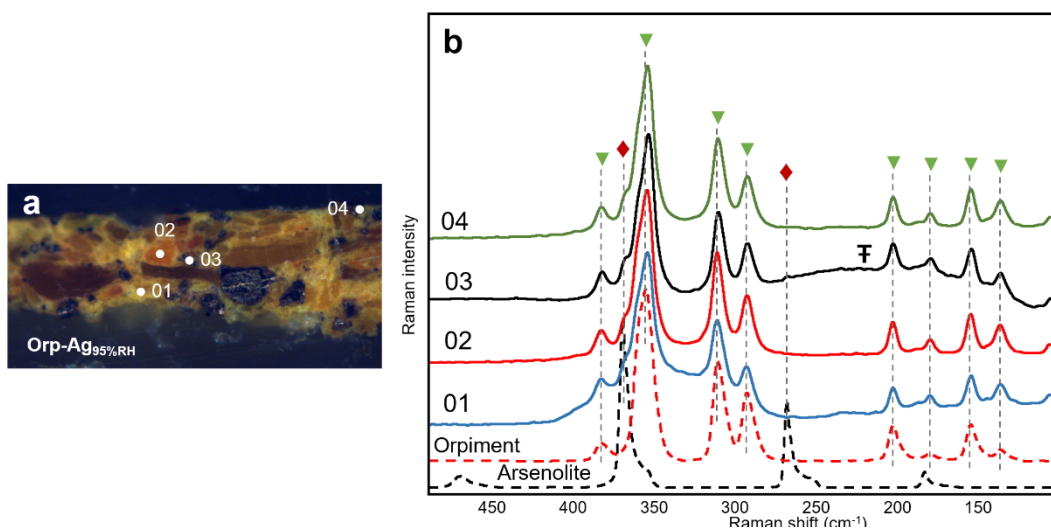 a
04
02
03
01
Orp-Ag95%RH
b
04
03
Ŧ
02
01
Orpiment
Arsenolite
Raman intensity
450 350 300 250 200 150
Raman shift (cm-1)